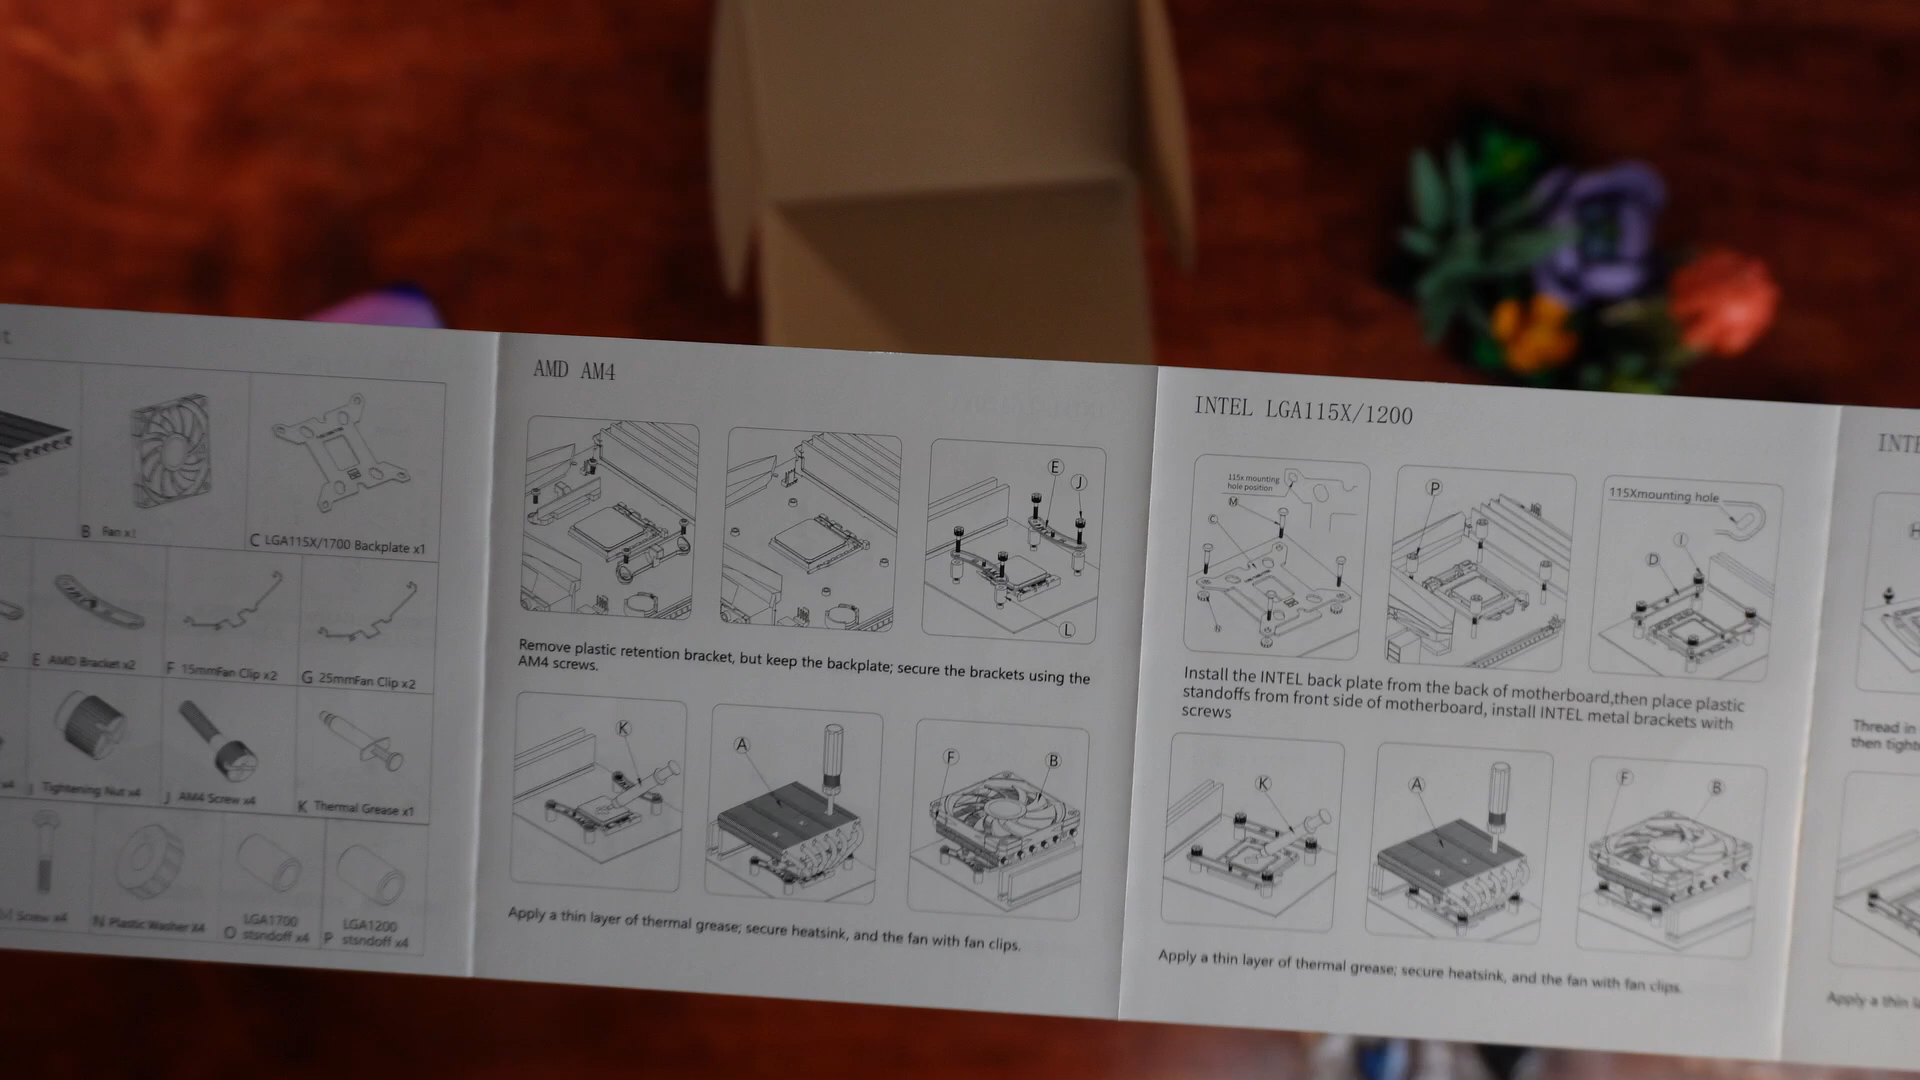 B Fan x1
C LGA115X/1700 Backplate x1
E AMD Bracket x2
F 15mmFan Clip x2
G 25mmFan Clip x2
Tightening Nut x4
J AM4 Screw x4
K Thermal Grease x1
Screw x4
N Plastic Washer X4
LGA1700
O stsndoff x4
LGA1200
P stsndoff x4
AMD AM4
E
J
L
Remove plastic retention bracket, but keep the backplate; secure the brackets using the
AM4 screws.
K
A
F
B
Apply a thin layer of thermal grease; secure heatsink, and the fan with fan clips.
INTEL LGA115X/1200
115x mounting
hole position
M
C
N
P
115Xmounting hole
I
D
Install the INTEL back plate from the back of motherboard,then place plastic
standoffs from front side of motherboard, install INTEL metal brackets with
screws
K
A
F
B
Apply a thin layer of thermal grease; secure heatsink, and the fan with fan clips.
INTE
H
Thread in
then tight
Apply a thin